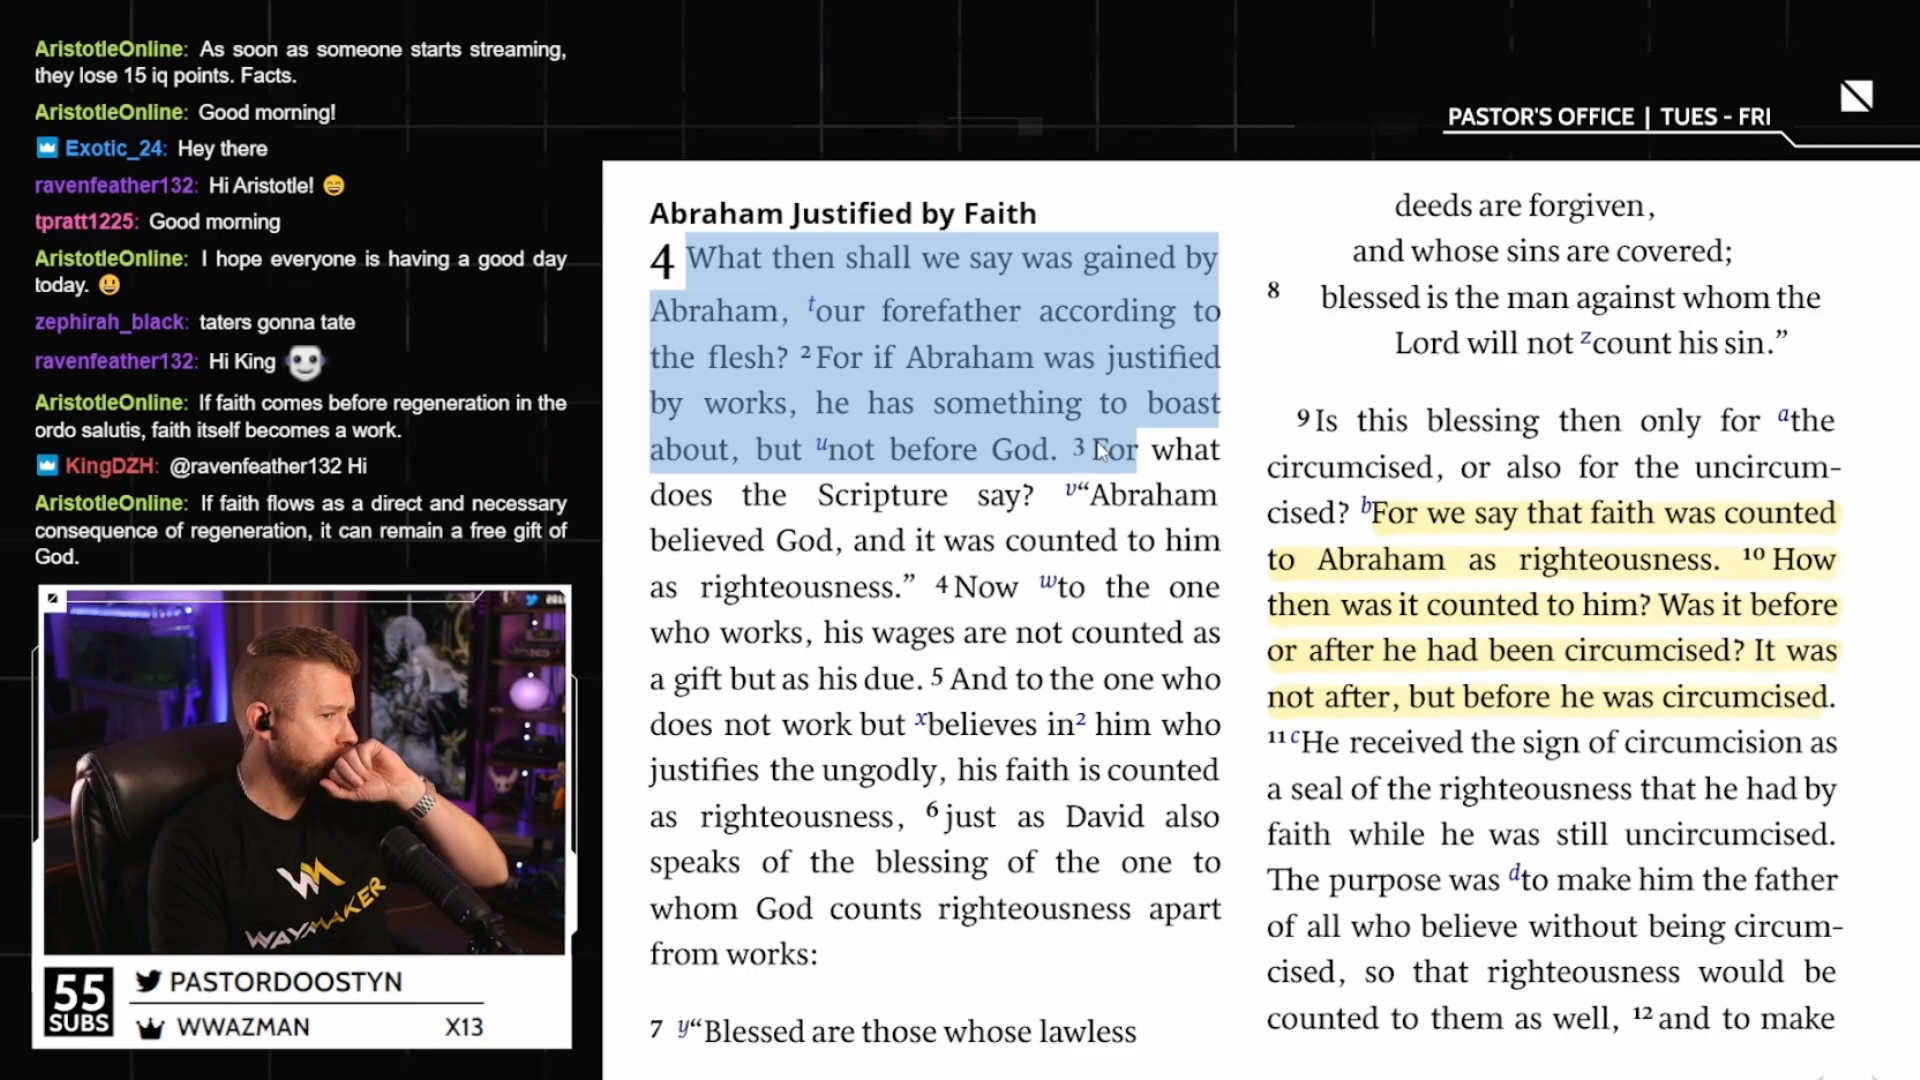 AristotleOnline: As soon as someone starts streaming,
they lose 15 iq points. Facts.
AristotleOnline: Good morning!
Exotic_24: Hey there
ravenfeather132: Hi Aristotle!
tpratt1225: Good morning
AristotleOnline: I hope everyone is having a good day
today.
zephirah_black: taters gonna tate
ravenfeather132: Hi King
AristotleOnline: If faith comes before regeneration in the
ordo salutis, faith itself becomes a work.
KingDZH: @ravenfeather132 Hi
AristotleOnline: If faith flows as a direct and necessary
consequence of regeneration, it can remain a free gift of
God.
WAYMAKER
55
SUBS
PASTORDOOSTYN
WWAZMAN X13
PASTOR'S OFFICE | TUES - FRI
Abraham Justified by Faith
4 What then shall we say was gained by
Abraham, t our forefather according to
the flesh? 2 For if Abraham was justified
by works, he has something to boast
about, but u not before God. 3 For what
does the Scripture say? v “Abraham
believed God, and it was counted to him
as righteousness.” 4 Now w to the one
who works, his wages are not counted as
a gift but as his due. 5 And to the one who
does not work but x believes in 2 him who
justifies the ungodly, his faith is counted
as righteousness, 6 just as David also
speaks of the blessing of the one to
whom God counts righteousness apart
from works:
7 y “Blessed are those whose lawless
deeds are forgiven,
and whose sins are covered;
8 blessed is the man against whom the
Lord will not z count his sin.”
9 Is this blessing then only for a the
circumcised, or also for the uncircum-
cised? b For we say that faith was counted
to Abraham as righteousness. 10 How
then was it counted to him? Was it before
or after he had been circumcised? It was
not after, but before he was circumcised.
11 c He received the sign of circumcision as
a seal of the righteousness that he had by
faith while he was still uncircumcised.
The purpose was d to make him the father
of all who believe without being circum-
cised, so that righteousness would be
counted to them as well, 12 and to make